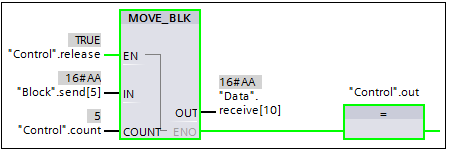 MOVE_BLK
TRUE
"Control".release
EN
16#AA
"Block".send[5]
IN
16#AA
"Data".
receive[10]
OUT
5
"Control".count
COUNT
ENO
"Control".out
=